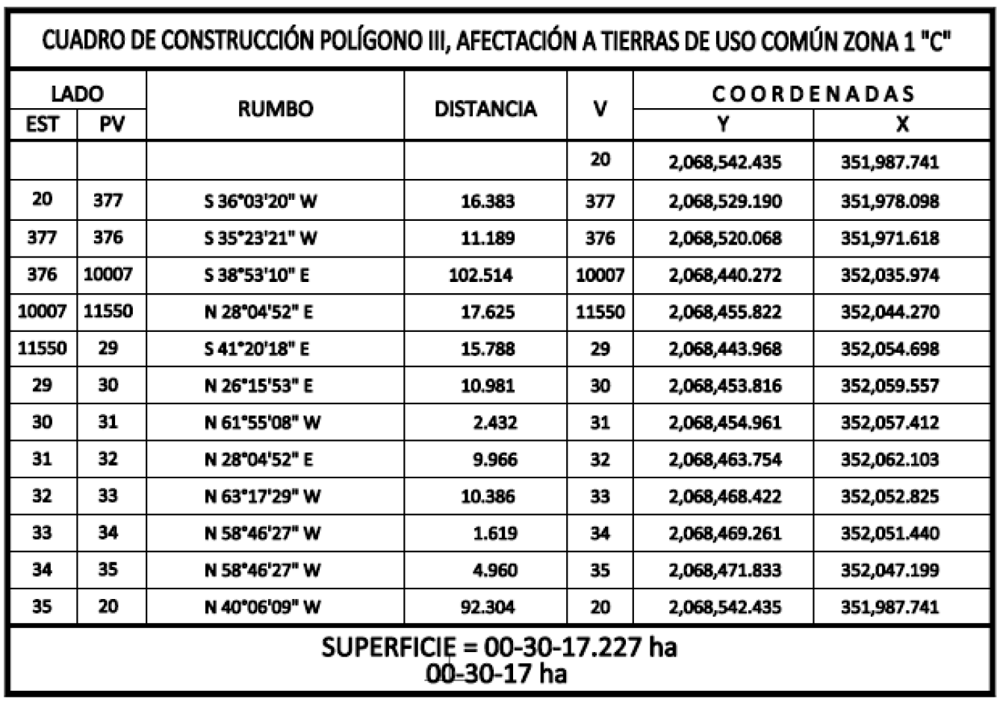 CUADRO DE CONSTRUCCIÓN POLÍGONO III, AFECTACIÓN A TIERRAS DE USO COMÚN ZONA 1 "C"
LADO RUMBO DISTANCIA V COORDENADAS
EST PV Y X
20 2,068,542.435 351,987.741
20 377 S 36°03'20" W 16.383 377 2,068,529.190 351,978.098
377 376 S 35°23'21" W 11.189 376 2,068,520.068 351,971.618
376 10007 S 38°53'10" E 102.514 10007 2,068,440.272 352,035.974
10007 11550 N 28°04'52" E 17.625 11550 2,068,455.822 352,044.270
11550 29 S 41°20'18" E 15.788 29 2,068,443.968 352,054.698
29 30 N 26°15'53" E 10.981 30 2,068,453.816 352,059.557
30 31 N 61°55'08" W 2.432 31 2,068,454.961 352,057.412
31 32 N 28°04'52" E 9.966 32 2,068,463.754 352,062.103
32 33 N 63°17'29" W 10.386 33 2,068,468.422 352,052.825
33 34 N 58°46'27" W 1.619 34 2,068,469.261 352,051.440
34 35 N 58°46'27" W 4.960 35 2,068,471.833 352,047.199
35 20 N 40°06'09" W 92.304 20 2,068,542.435 351,987.741
SUPERFICIE = 00-30-17.227 ha
00-30-17 ha